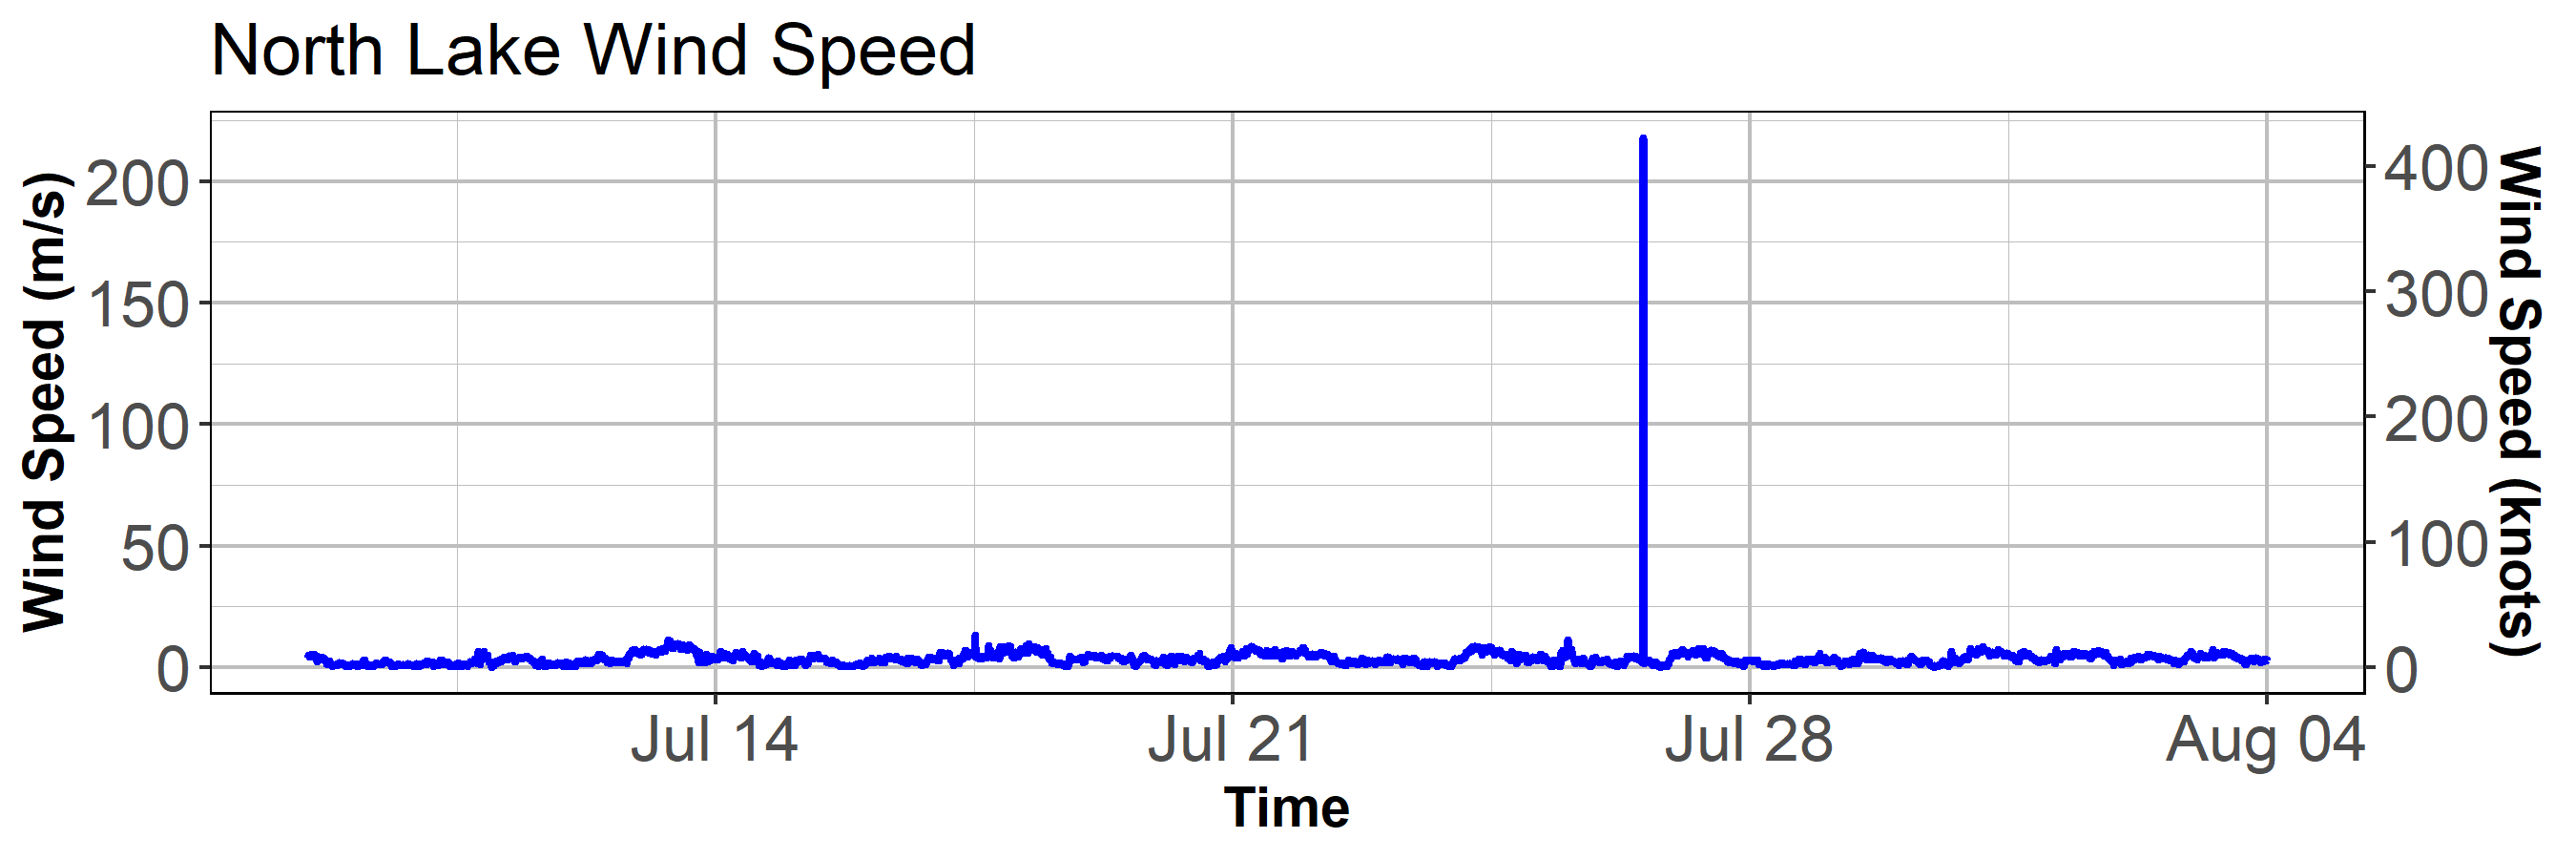 North Lake Wind Speed
Wind Speed (m/s)
200
150
100
50
0
400
300
200
100
0
Wind Speed (knots)
Jul 14
Jul 21
Jul 28
Aug 04
Time